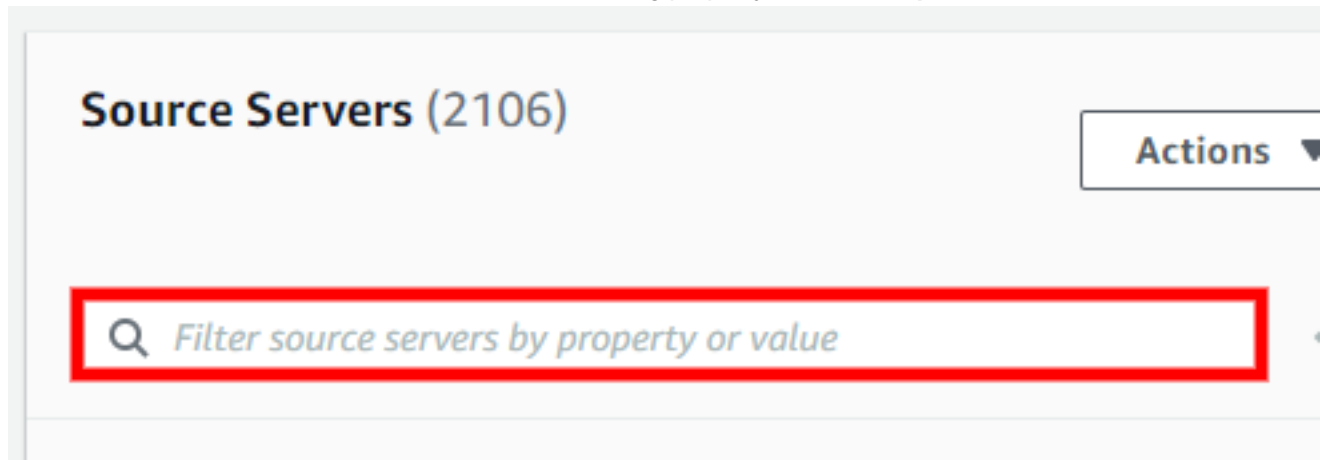 Source Servers (2106)
Actions
Filter source servers by property or value